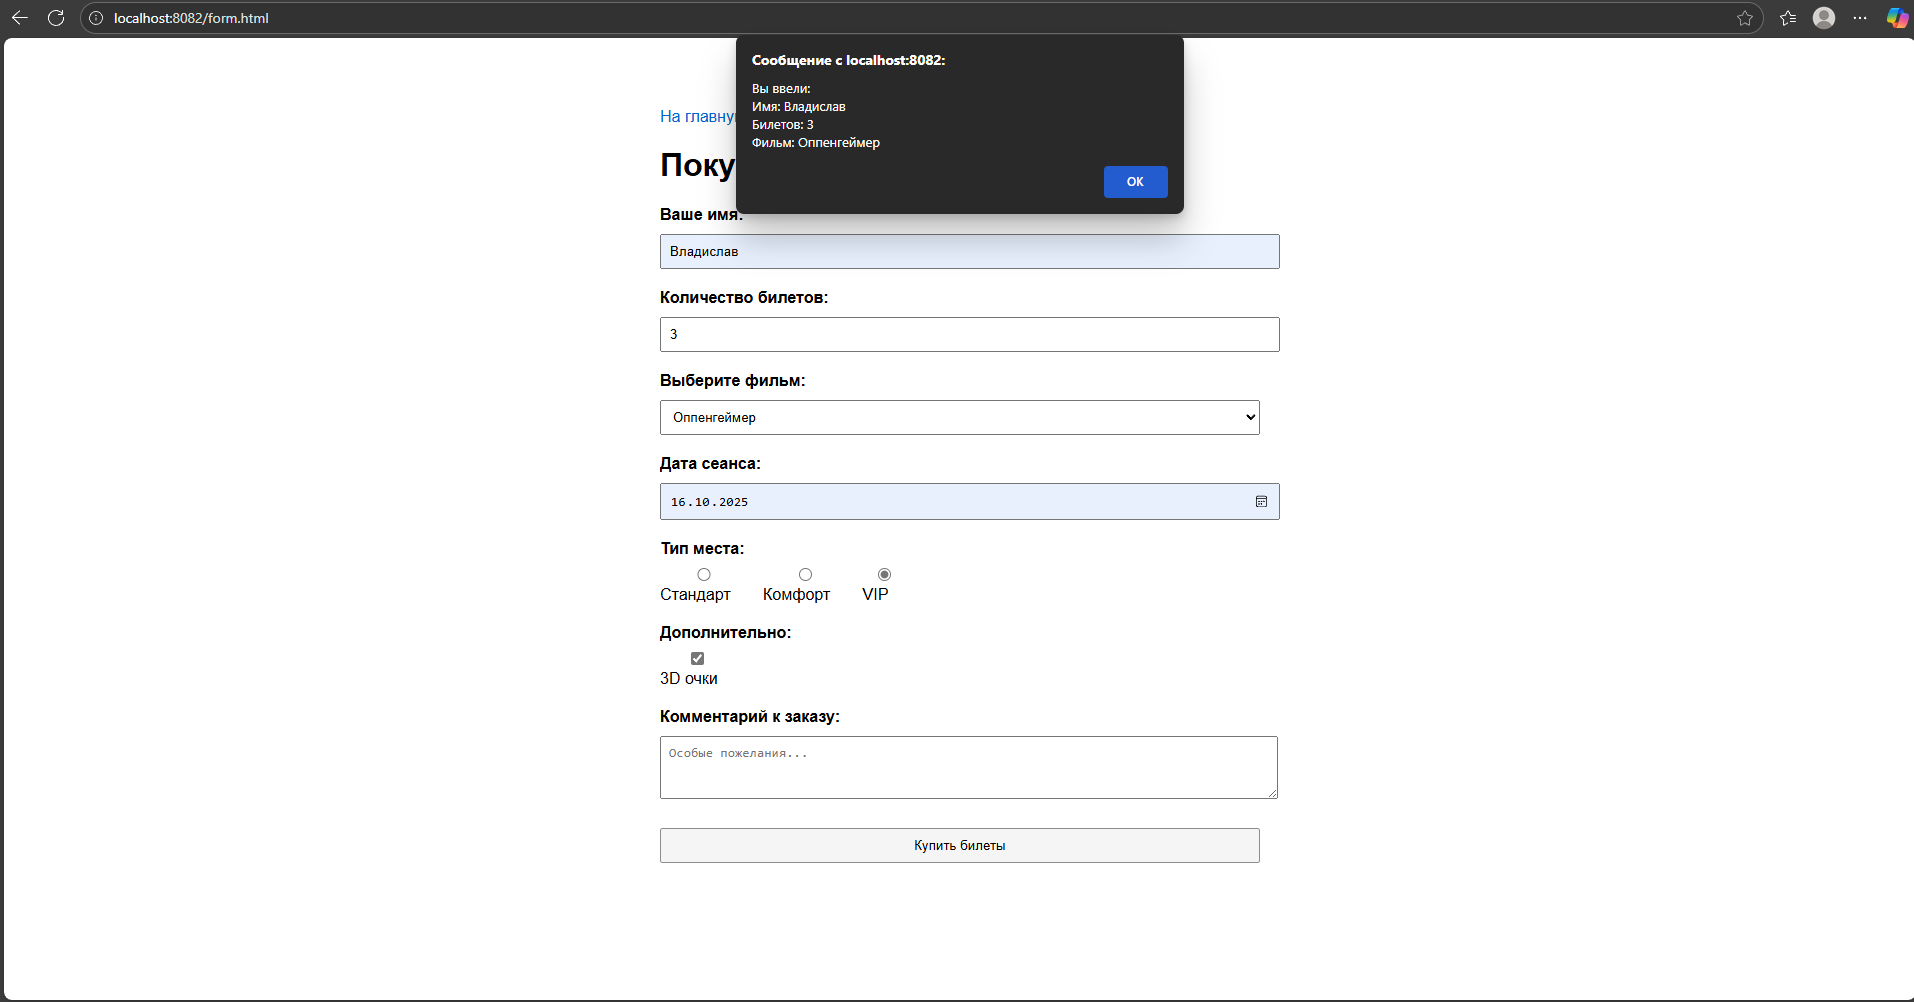 localhost:8082/form.html
Сообщение с localhost:8082:
Вы ввели:
Имя: Владислав
Билетов: 3
Фильм: Оппенгеймер
OK
На главну
Поку
Ваше имя:
Владислав
Количество билетов:
3
Выберите фильм:
Оппенгеймер
Дата сеанса:
16.10.2025
Тип места:
Стандарт Комфорт VIP
Дополнительно:
3D очки
Комментарий к заказу:
Особые пожелания...
Купить билеты